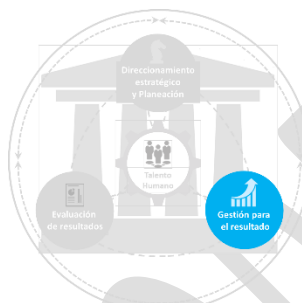 Direccionamiento
estratégico
y Planeación
Talento
Humano
Evaluación
de resultados
Gestión para
el resultado